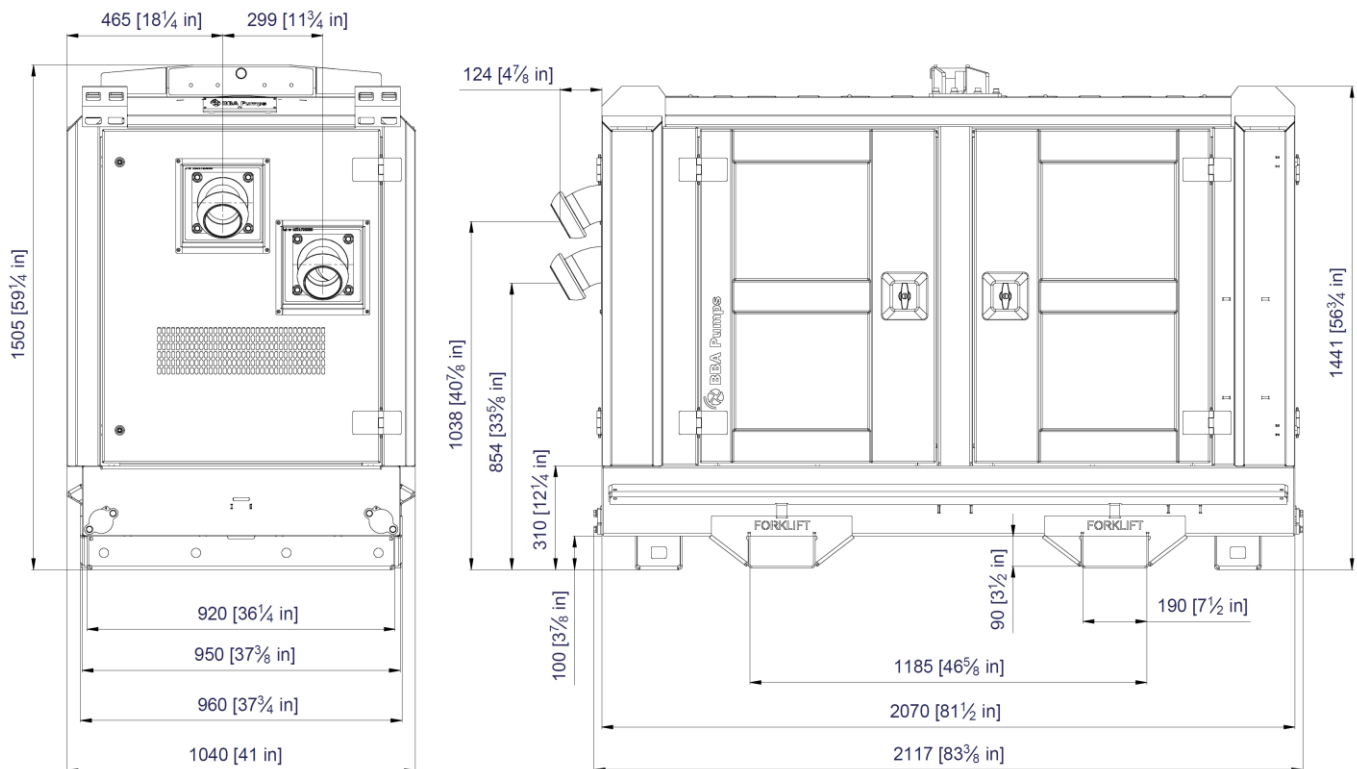 465 [18¼ in]
299 [11¾ in]
124 [4⅞ in]
BBA Pumps
1505 [59¼ in]
1038 [40⅞ in]
854 [33⅝ in]
310 [12¼ in]
100 [3⅞ in]
BBA Pumps
1441 [56¾ in]
FORKLIFT
FORKLIFT
90 [3½ in]
190 [7½ in]
920 [36¼ in]
950 [37⅜ in]
960 [37¾ in]
1040 [41 in]
1185 [46⅝ in]
2070 [81½ in]
2117 [83⅜ in]